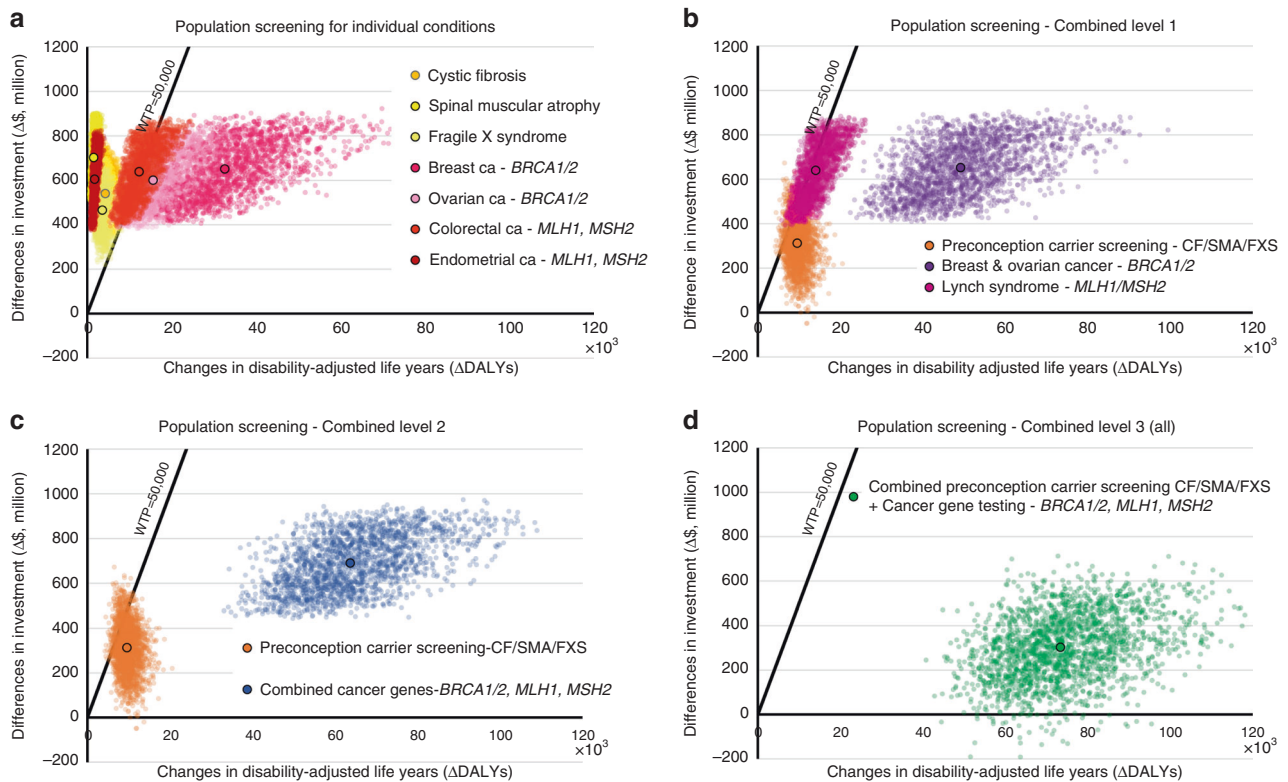 a
Population screening for individual conditions
Difference in investment (Δ$, million)
1200
1000
800
600
400
200
0
–200
WTP=50,000
Cystic fibrosis
Spinal muscular atrophy
Fragile X syndrome
Breast ca - BRCA1/2
Ovarian ca - BRCA1/2
Colorectal ca - MLH1, MSH2
Endometrial ca - MLH1, MSH2
0 20 40 60 80 100 120
×10³
Changes in disability-adjusted life years (ΔDALYs)
b
Population screening - Combined level 1
Difference in investment (Δ$ million)
1200
1000
800
600
400
200
0
–200
WTP=50,000
Preconception carrier screening - CF/SMA/FXS
Breast & ovarian cancer - BRCA1/2
Lynch syndrome - MLH1/MSH2
0 20 40 60 80 100 120
×10³
Changes in disability adjusted life years (ΔDALYs)
c
Population screening - Combined level 2
Differences in investment (Δ$, million)
1200
1000
800
600
400
200
0
–200
WTP=50,000
Preconception carrier screening-CF/SMA/FXS
Combined cancer genes-BRCA1/2, MLH1, MSH2
0 20 40 60 80 100 120
×10³
Changes in disability-adjusted life years (ΔDALYs)
d
Population screening - Combined level 3 (all)
Differences in investment (Δ$, million)
1200
1000
800
600
400
200
0
–200
WTP=50,000
Combined preconception carrier screening CF/SMA/FXS
+ Cancer gene testing - BRCA1/2, MLH1, MSH2
0 20 40 60 80 100 120
×10³
Changes in disability-adjusted life years (ΔDALYs)